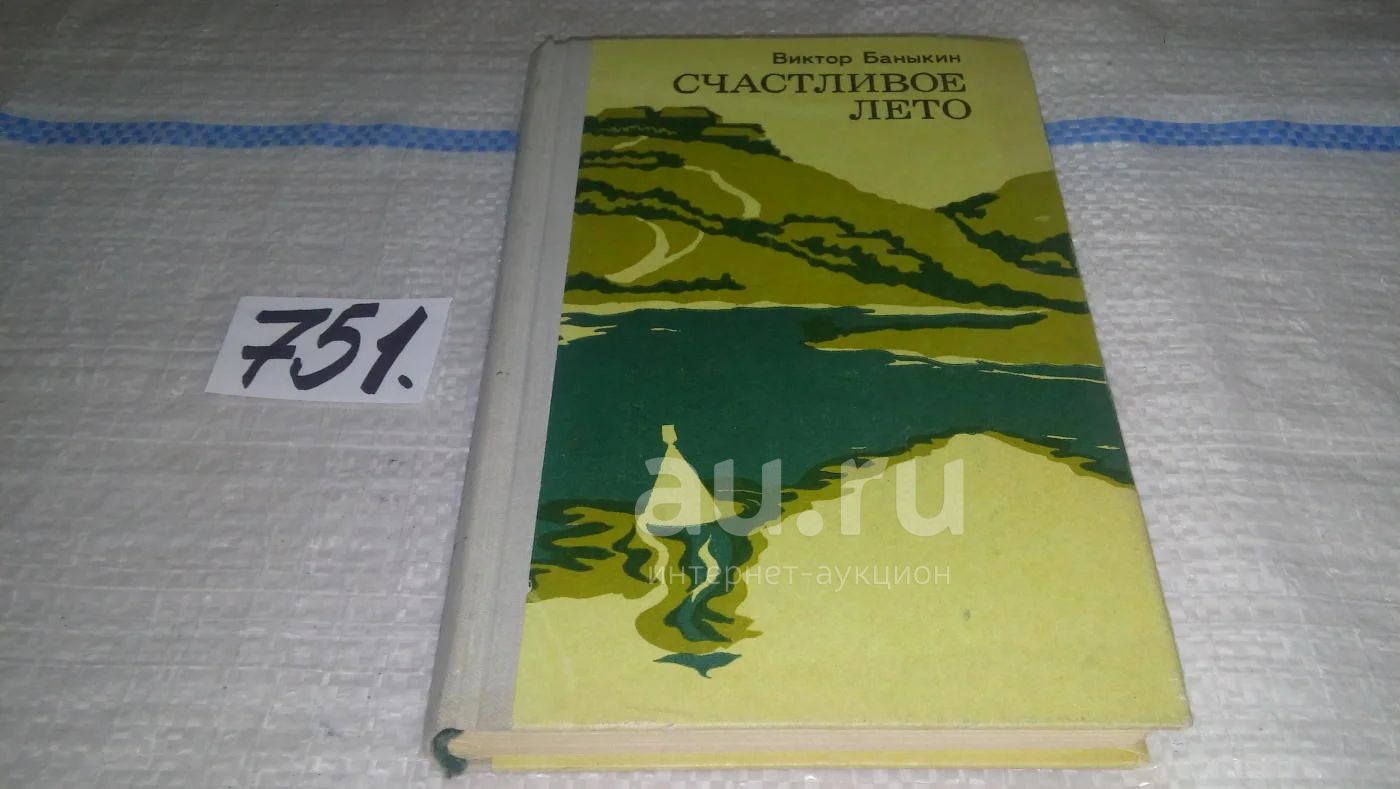 Виктор Баныкин
СЧАСТЛИВОЕ
ЛЕТО
751.
au.ru
интернет-аукцион